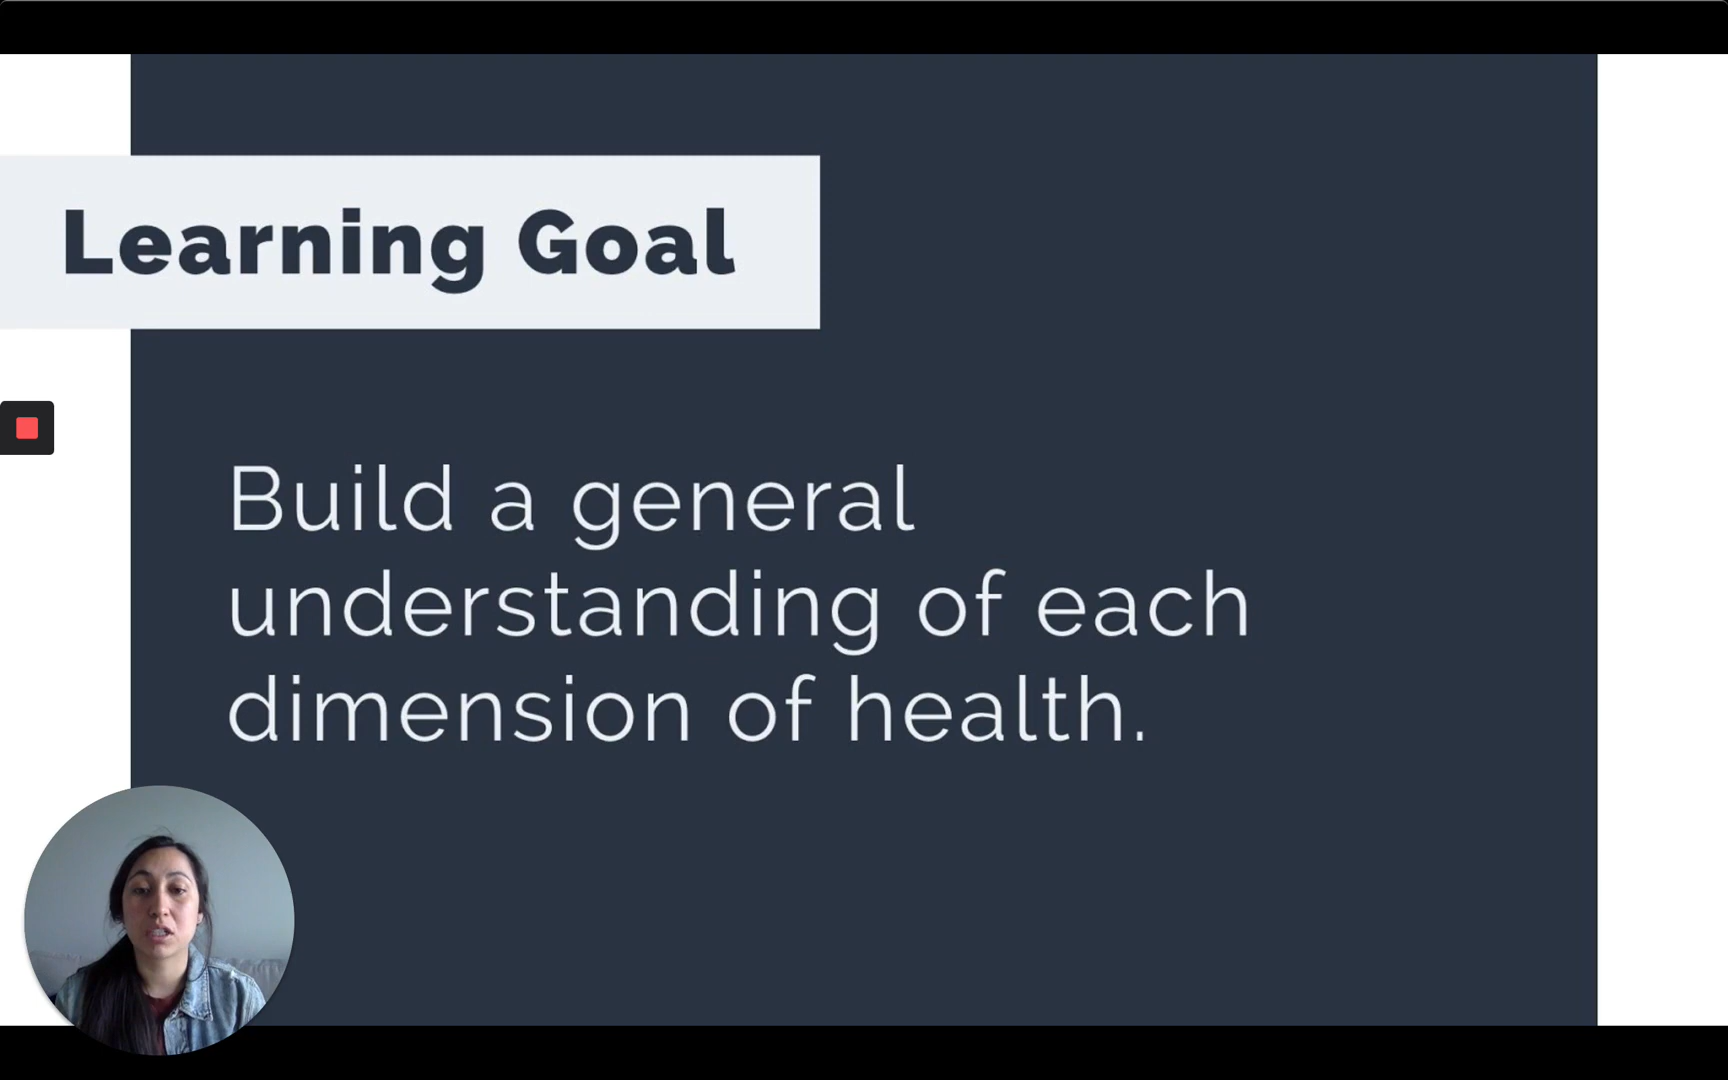 Learning Goal
Build a general
understanding of each
dimension of health.